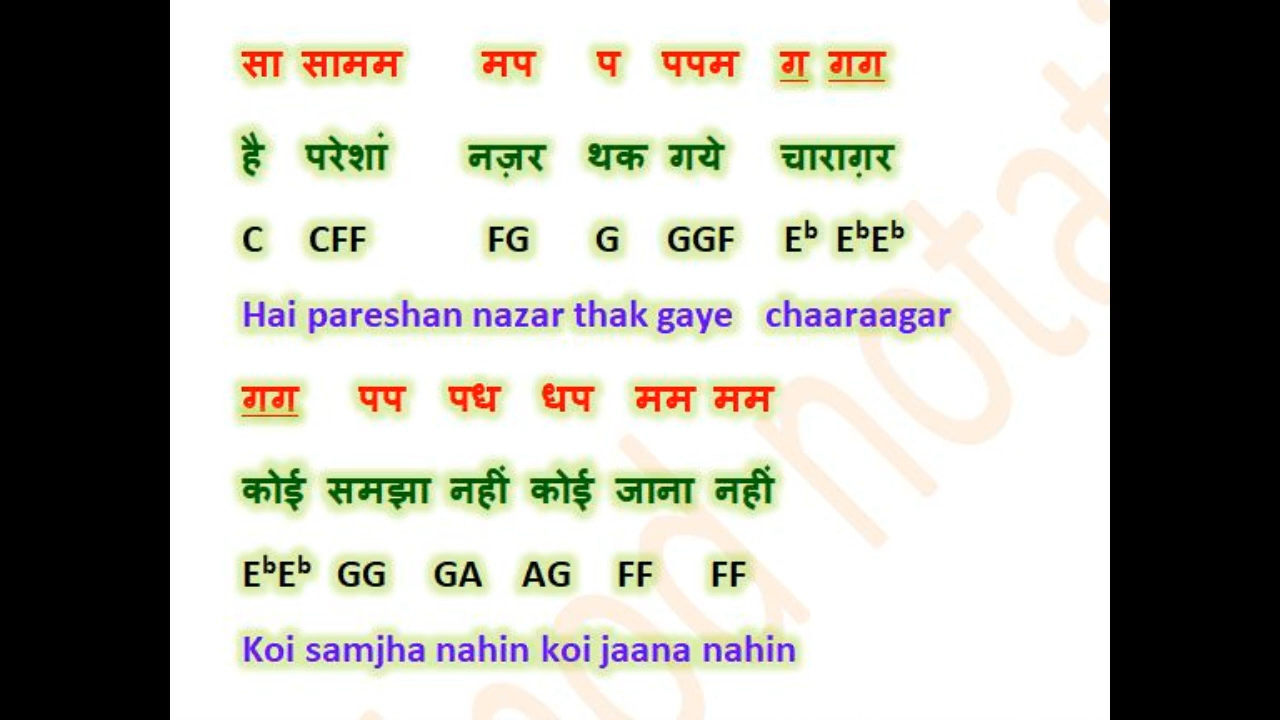 सा सामम मप प पपम ग गग
है परेशां नज़र थक गये चाराग़र
C CFF FG G GGF Eᵇ EᵇEᵇ
Hai pareshan nazar thak gaye chaaraagar
गग पप पध धप मम मम
कोई समझा नहीं कोई जाना नहीं
EᵇEᵇ GG GA AG FF FF
Koi samjha nahin koi jaana nahin